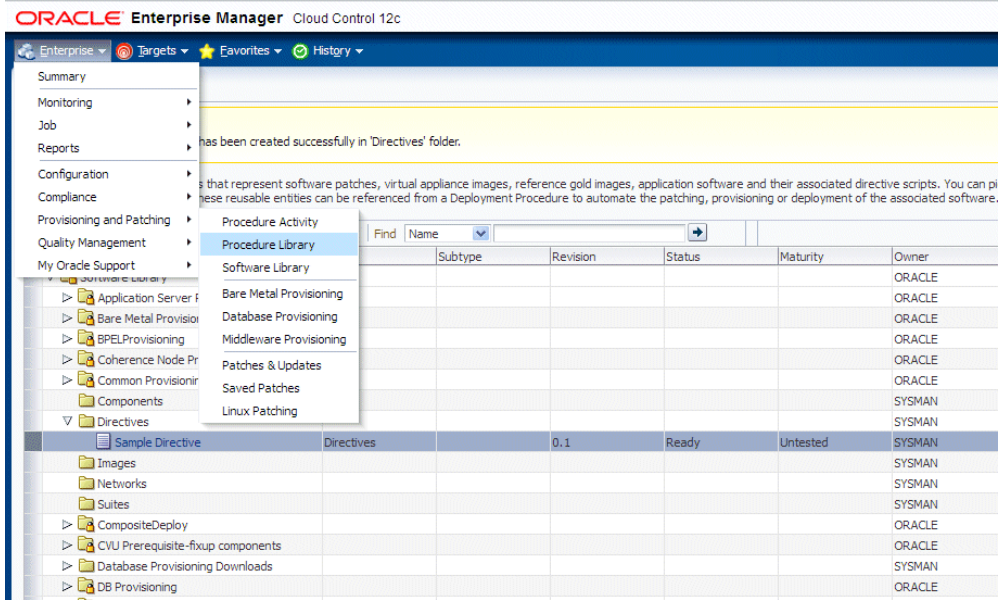 ORACLE Enterprise Manager Cloud Control 12c
Enterprise Targets Favorites History
Summary
Monitoring
Job
Reports
Configuration
Compliance
Provisioning and Patching
Quality Management
My Oracle Support
has been created successfully in 'Directives' folder.
s that represent software patches, virtual appliance images, reference gold images, application software and their associated directive scripts. You can pi
hese reusable entities can be referenced from a Deployment Procedure to automate the patching, provisioning or deployment of the associated software.
Procedure Activity
Procedure Library
Software Library
Bare Metal Provisioning
Database Provisioning
Middleware Provisioning
Patches & Updates
Saved Patches
Linux Patching
Find Name
Subtype Revision Status Maturity Owner
Software Library ORACLE
Application Server P ORACLE
Bare Metal Provision ORACLE
BPELProvisioning ORACLE
Coherence Node Pr ORACLE
Common Provisionin ORACLE
Components SYSMAN
Directives SYSMAN
Sample Directive Directives 0.1 Ready Untested SYSMAN
Images SYSMAN
Networks SYSMAN
Suites SYSMAN
CompositeDeploy ORACLE
CVU Prerequisite-fixup components ORACLE
Database Provisioning Downloads SYSMAN
DB Provisioning ORACLE